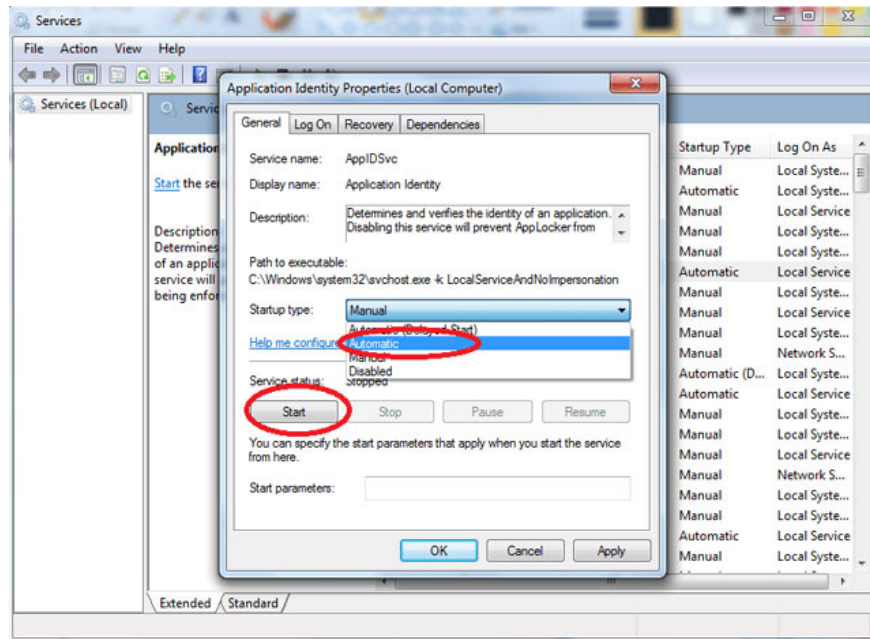 Services
File Action View Help
Services (Local)
Servic
Application
Start the ser
Description
Determines
of an applic
service will
being enfor
Application Identity Properties (Local Computer)
General Log On Recovery Dependencies
Service name: AppIDSvc
Display name: Application Identity
Description: Determines and verifies the identity of an application.
Disabling this service will prevent AppLocker from
Path to executable:
C:\Windows\system32\svchost.exe -k LocalServiceAndNoImpersonation
Startup type: Manual
Automatic (Delayed Start)
Help me configure
Automatic
Manual
Disabled
Service status: Stopped
Start Stop Pause Resume
You can specify the start parameters that apply when you start the service
from here.
Start parameters:
OK Cancel Apply
Startup Type Log On As
Manual Local Syste...
Automatic Local Syste...
Manual Local Service
Manual Local Syste...
Manual Local Syste...
Automatic Local Service
Manual Local Syste...
Manual Local Syste...
Manual Local Syste...
Manual Network S...
Automatic (D... Local Syste...
Automatic Local Service
Manual Local Syste...
Manual Local Syste...
Manual Local Service
Manual Network S...
Manual Local Syste...
Manual Local Syste...
Automatic Local Service
Manual Local Syste...
Extended Standard